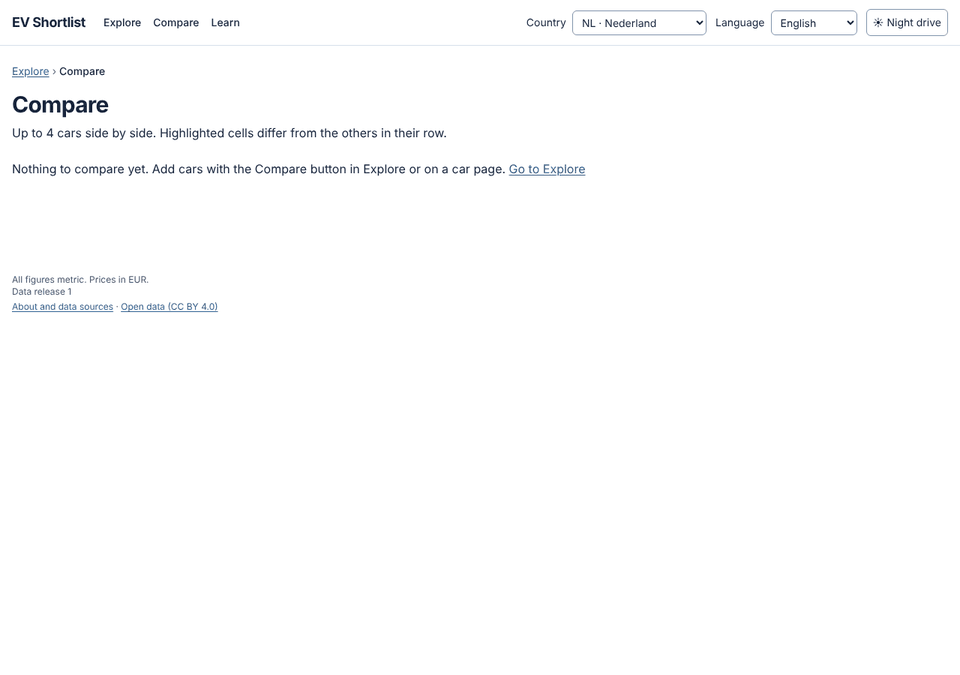 EV Shortlist Explore Compare Learn Country NL · Nederland Language English ☀ Night drive
Explore › Compare
Compare
Up to 4 cars side by side. Highlighted cells differ from the others in their row.
Nothing to compare yet. Add cars with the Compare button in Explore or on a car page. Go to Explore
All figures metric. Prices in EUR.
Data release 1
About and data sources · Open data (CC BY 4.0)